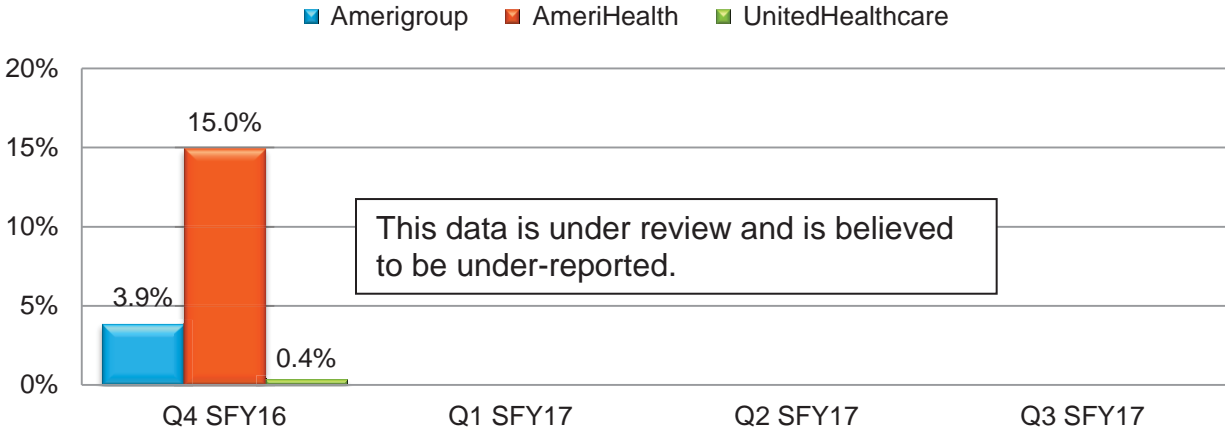 Amerigroup AmeriHealth UnitedHealthcare
20%
15.0%
15%
This data is under review and is believed
to be under-reported.
10%
3.9%
5%
0.4%
0%
Q4 SFY16 Q1 SFY17 Q2 SFY17 Q3 SFY17